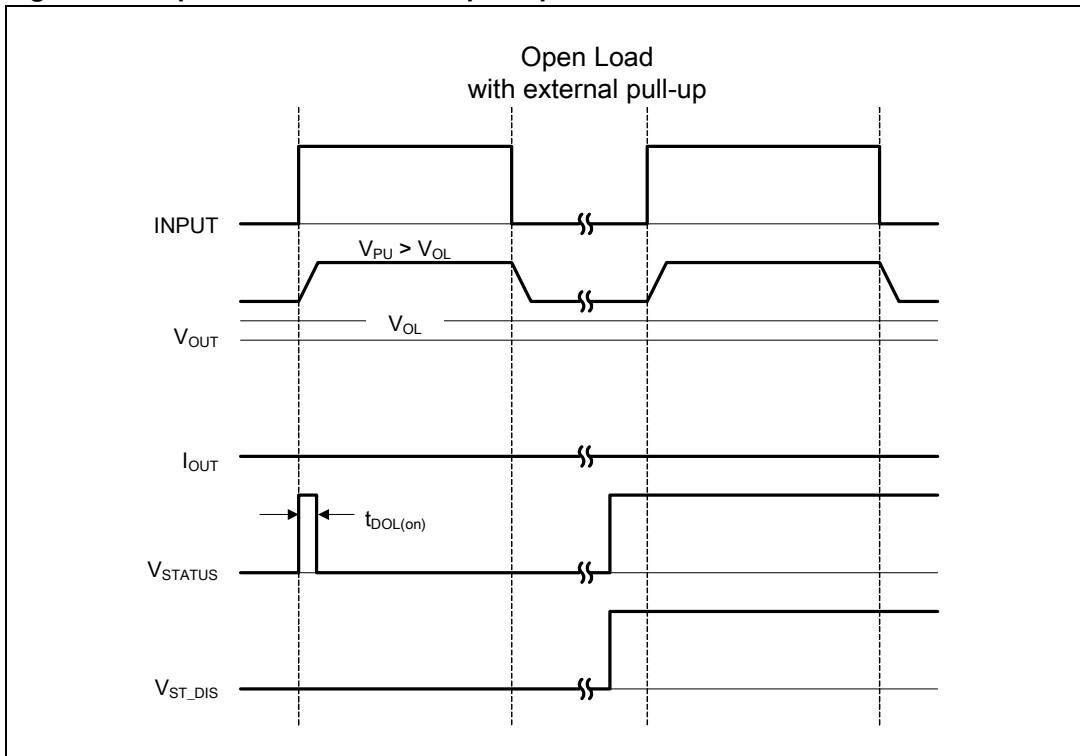 Open Load
with external pull-up
INPUT
V_PU > V_OL
V_OL
V_OUT
I_OUT
t_DOL(on)
V_STATUS
V_ST_DIS